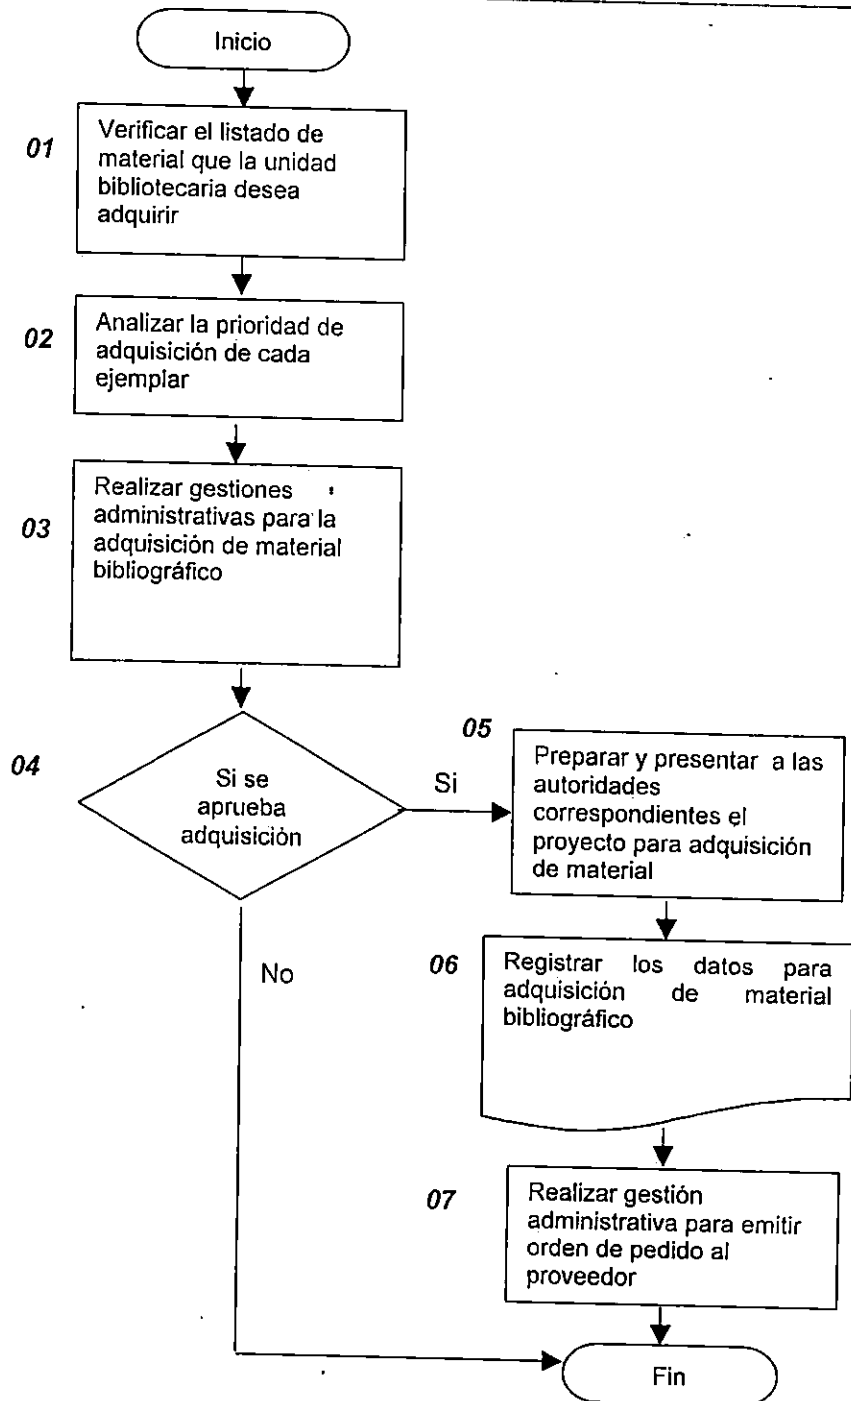 Inicio
01
Verificar el listado de
material que la unidad
bibliotecaria desea
adquirir
02
Analizar la prioridad de
adquisición de cada
ejemplar
03
Realizar gestiones
administrativas para la
adquisición de material
bibliográfico
04
Si se
aprueba
adquisición
Si
No
05
Preparar y presentar a las
autoridades
correspondientes el
proyecto para adquisición
de material
06
Registrar los datos para
adquisición de material
bibliográfico
07
Realizar gestión
administrativa para emitir
orden de pedido al
proveedor
Fin